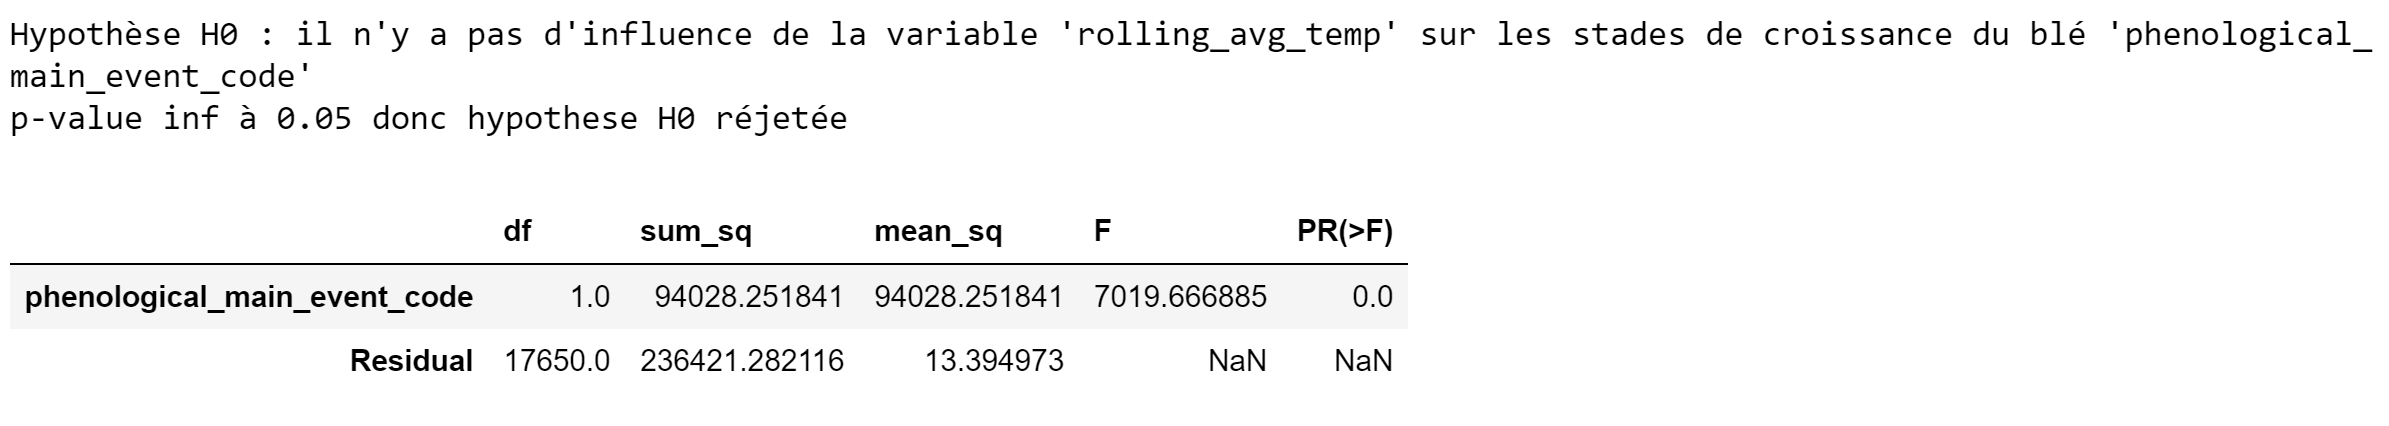 Hypothèse H0 : il n'y a pas d'influence de la variable 'rolling_avg_temp' sur les stades de croissance du blé 'phenological_
main_event_code'
p-value inf à 0.05 donc hypothese H0 réjetée
df sum_sq mean_sq F PR(>F)
phenological_main_event_code 1.0 94028.251841 94028.251841 7019.666885 0.0
Residual 17650.0 236421.282116 13.394973 NaN NaN